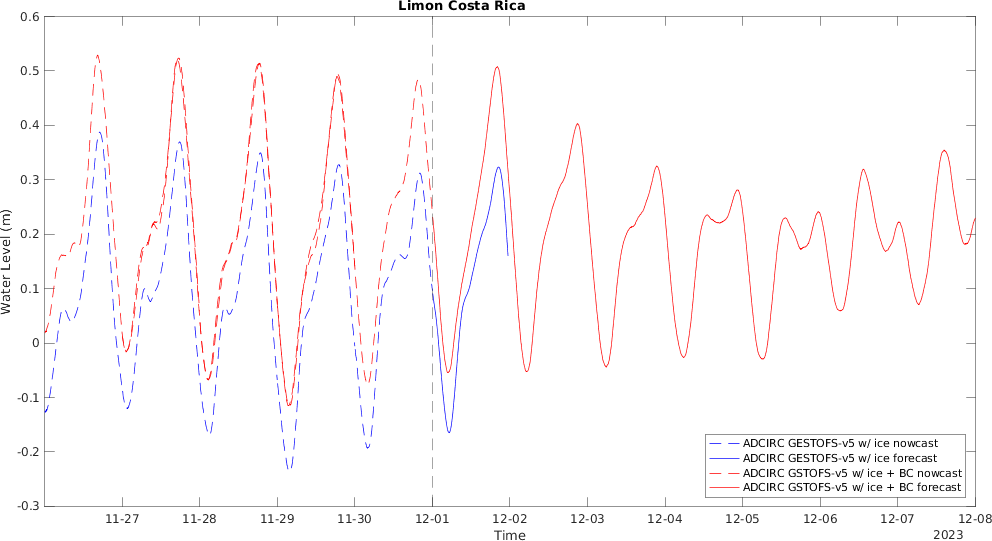 Limon Costa Rica
Water Level (m)
0.6
0.5
0.4
0.3
0.2
0.1
0
-0.1
-0.2
-0.3
ADCIRC GESTOFS-v5 w/ ice nowcast
ADCIRC GESTOFS-v5 w/ ice forecast
ADCIRC GSTOFS-v5 w/ ice + BC nowcast
ADCIRC GSTOFS-v5 w/ ice + BC forecast
11-27 11-28 11-29 11-30 12-01 12-02 12-03 12-04 12-05 12-06 12-07 12-08
Time
2023